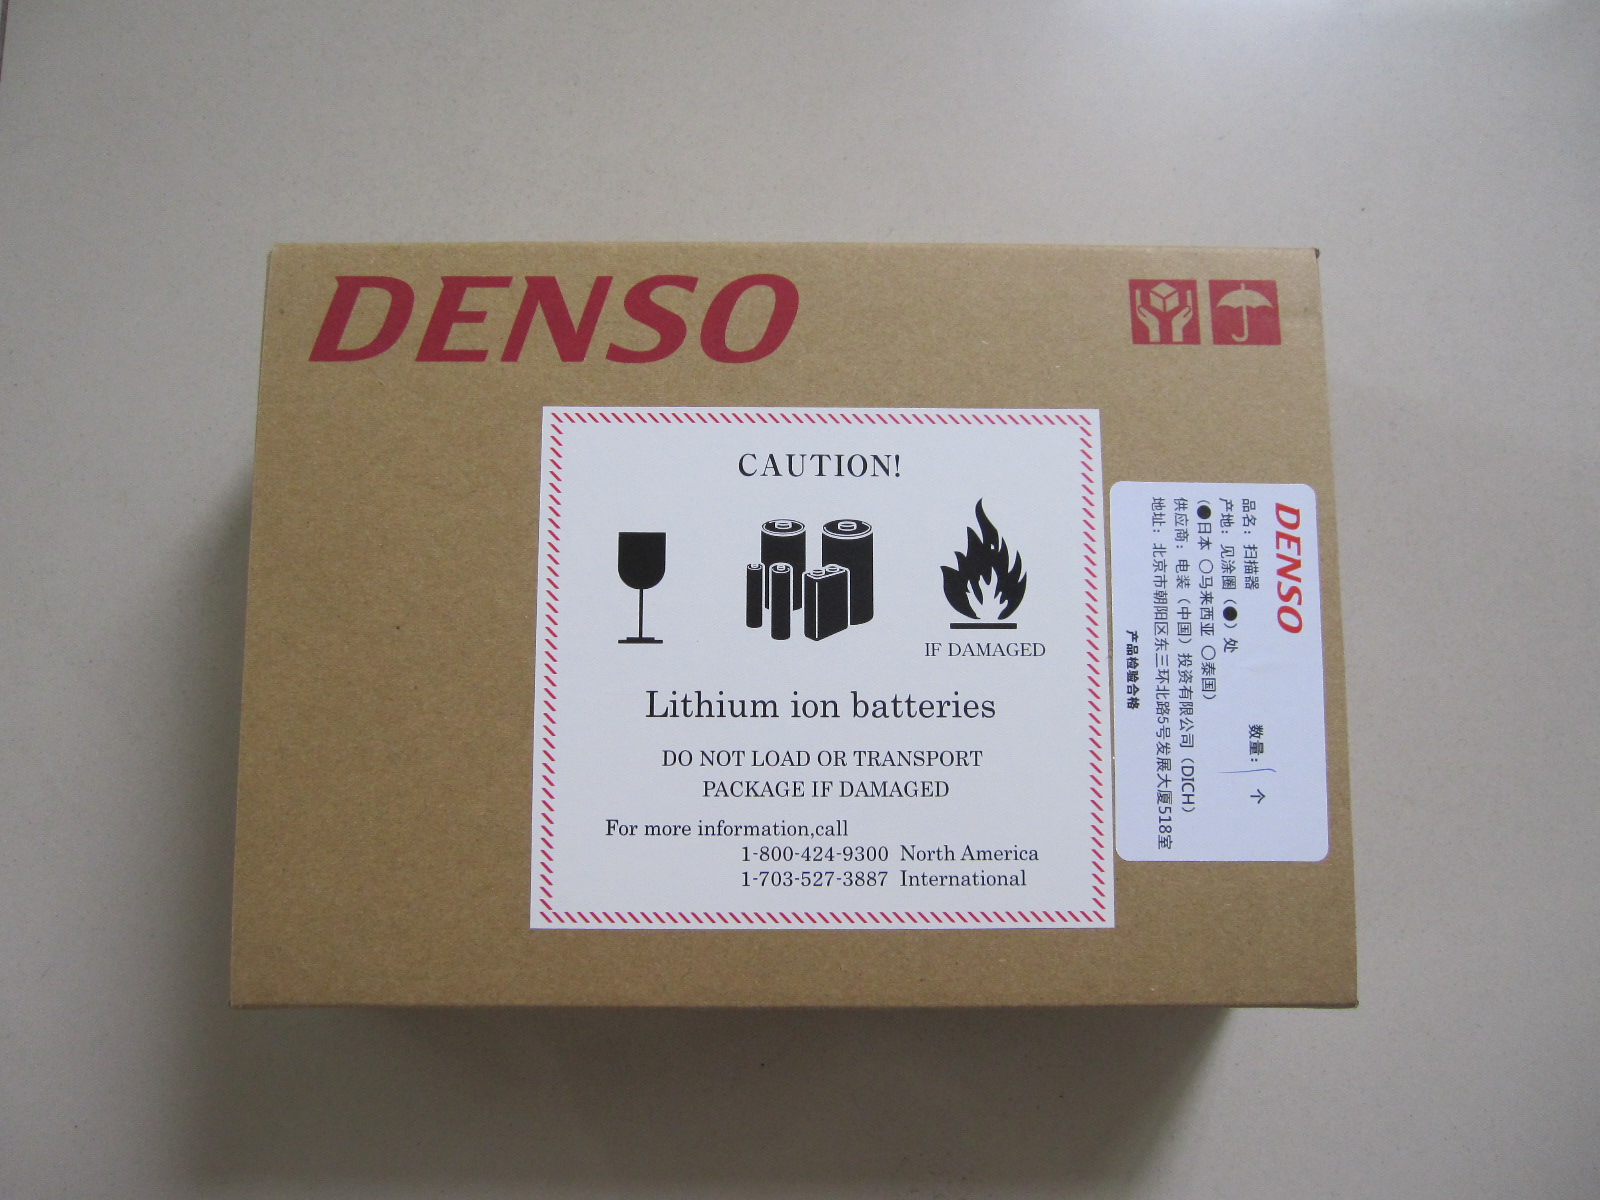 DENSO
CAUTION!
IF DAMAGED
Lithium ion batteries
DO NOT LOAD OR TRANSPORT
PACKAGE IF DAMAGED
For more information,call
1-800-424-9300 North America
1-703-527-3887 International
DENSO
品名：扫描器 数量：1 个
产地：见涂圈（●）处
（●日本 ○马来西亚 ○泰国）
供应商：电装（中国）投资有限公司（DICH）
地址：北京市朝阳区东三环北路5号发展大厦518室
产品检验合格